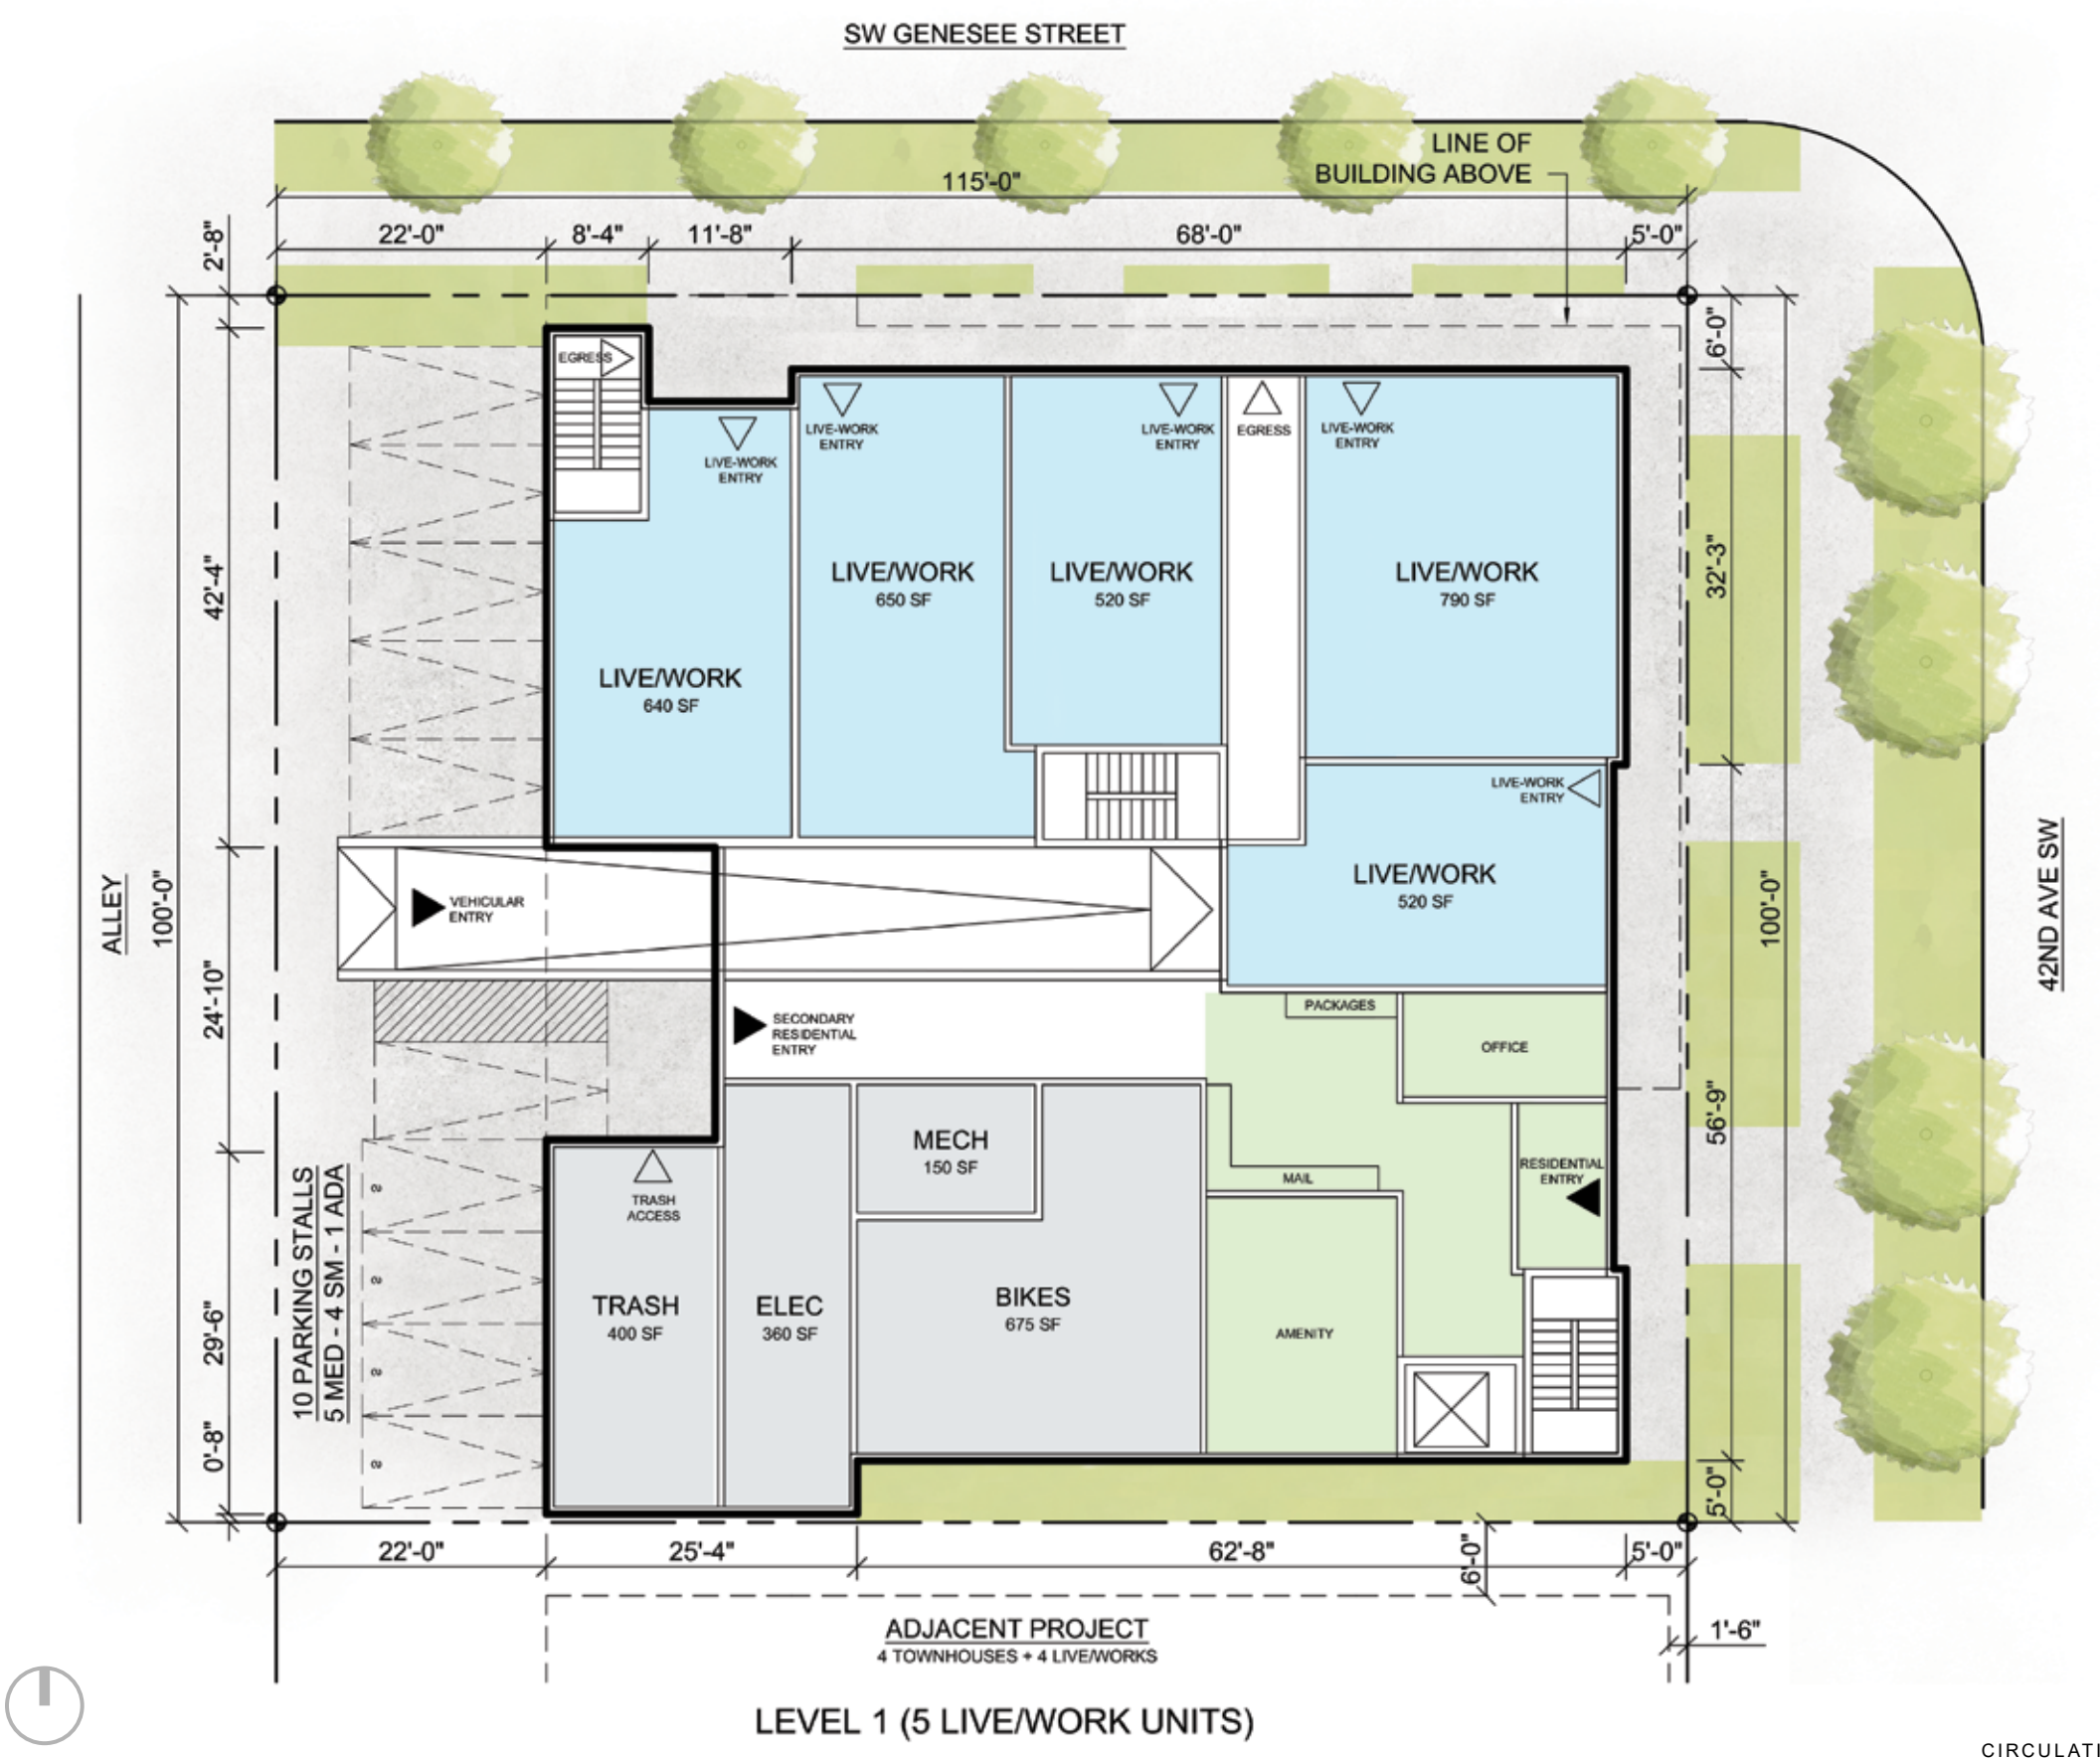 SW GENESEE STREET
LINE OF
BUILDING ABOVE
115'-0"
22'-0"
8'-4"
11'-8"
68'-0"
5'-0"
2'-8"
6'-0"
EGRESS
LIVE-WORK
ENTRY
LIVE-WORK
ENTRY
LIVE-WORK
ENTRY
EGRESS
LIVE-WORK
ENTRY
42'-4"
32'-3"
LIVE/WORK
650 SF
LIVE/WORK
520 SF
LIVE/WORK
790 SF
LIVE/WORK
640 SF
LIVE-WORK
ENTRY
LIVE/WORK
520 SF
ALLEY
100'-0"
100'-0"
42ND AVE SW
VEHICULAR
ENTRY
24'-10"
SECONDARY
RESIDENTIAL
ENTRY
PACKAGES
OFFICE
56'-9"
MECH
150 SF
MAIL
RESIDENTIAL
ENTRY
TRASH
ACCESS
10 PARKING STALLS
5 MED - 4 SM - 1 ADA
S
S
S
S
29'-6"
TRASH
400 SF
ELEC
360 SF
BIKES
675 SF
AMENITY
0'-8"
5'-0"
22'-0"
25'-4"
62'-8"
6'-0"
5'-0"
1'-6"
ADJACENT PROJECT
4 TOWNHOUSES + 4 LIVE/WORKS
LEVEL 1 (5 LIVE/WORK UNITS)
CIRCULATI